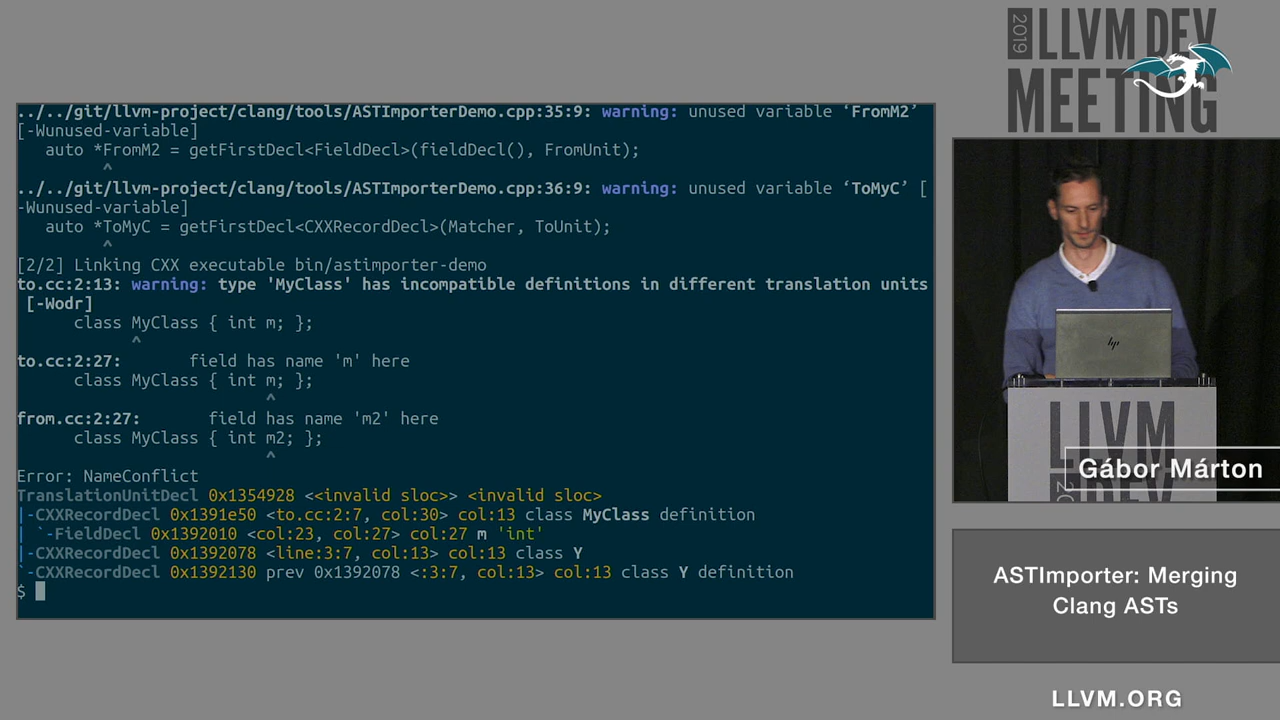 ../../git/llvm-project/clang/tools/ASTImporterDemo.cpp:35:9: warning: unused variable ‘FromM2’
[-Wunused-variable]
auto *FromM2 = getFirstDecl<FieldDecl>(fieldDecl(), FromUnit);
^
../../git/llvm-project/clang/tools/ASTImporterDemo.cpp:36:9: warning: unused variable ‘ToMyC’ [
-Wunused-variable]
auto *ToMyC = getFirstDecl<CXXRecordDecl>(Matcher, ToUnit);
^
[2/2] Linking CXX executable bin/astimporter-demo
to.cc:2:13: warning: type 'MyClass' has incompatible definitions in different translation units
[-Wodr]
class MyClass { int m; };
^
to.cc:2:27: field has name 'm' here
class MyClass { int m; };
^
from.cc:2:27: field has name 'm2' here
class MyClass { int m2; };
^
Error: NameConflict
TranslationUnitDecl 0x1354928 <<invalid sloc>> <invalid sloc>
|-CXXRecordDecl 0x1391e50 <to.cc:2:7, col:30> col:13 class MyClass definition
| `-FieldDecl 0x1392010 <col:23, col:27> col:27 m 'int'
|-CXXRecordDecl 0x1392078 <line:3:7, col:13> col:13 class Y
`-CXXRecordDecl 0x1392130 prev 0x1392078 <:3:7, col:13> col:13 class Y definition
$
2019 LLVM DEV
MEETING
hp
LLVM
Gábor Márton
ASTImporter: Merging
Clang ASTs
LLVM.ORG